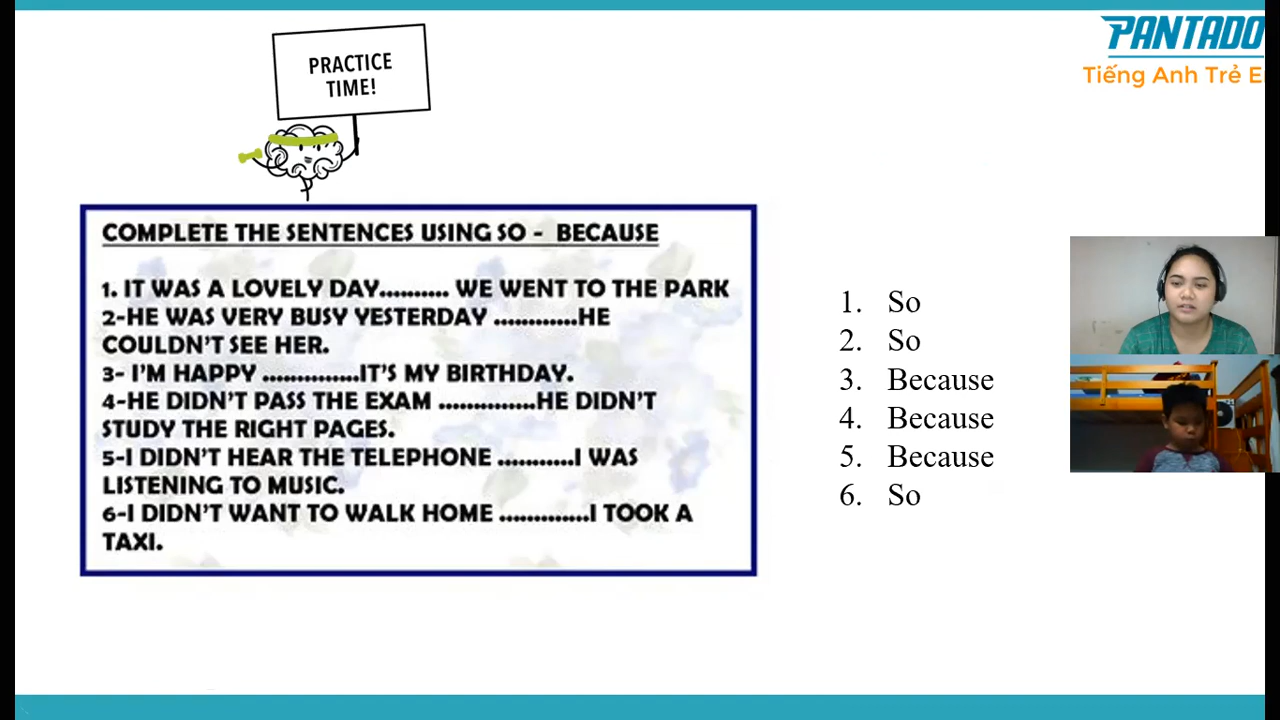 PRACTICE
TIME!
PANTADO
Tiếng Anh Trẻ E
COMPLETE THE SENTENCES USING SO - BECAUSE
1. IT WAS A LOVELY DAY.......... WE WENT TO THE PARK
2-HE WAS VERY BUSY YESTERDAY ............HE
COULDN'T SEE HER.
3- I'M HAPPY ..............IT'S MY BIRTHDAY.
4-HE DIDN'T PASS THE EXAM ..............HE DIDN'T
STUDY THE RIGHT PAGES.
5-I DIDN'T HEAR THE TELEPHONE ...........I WAS
LISTENING TO MUSIC.
6-I DIDN'T WANT TO WALK HOME .............I TOOK A
TAXI.
1. So
2. So
3. Because
4. Because
5. Because
6. So